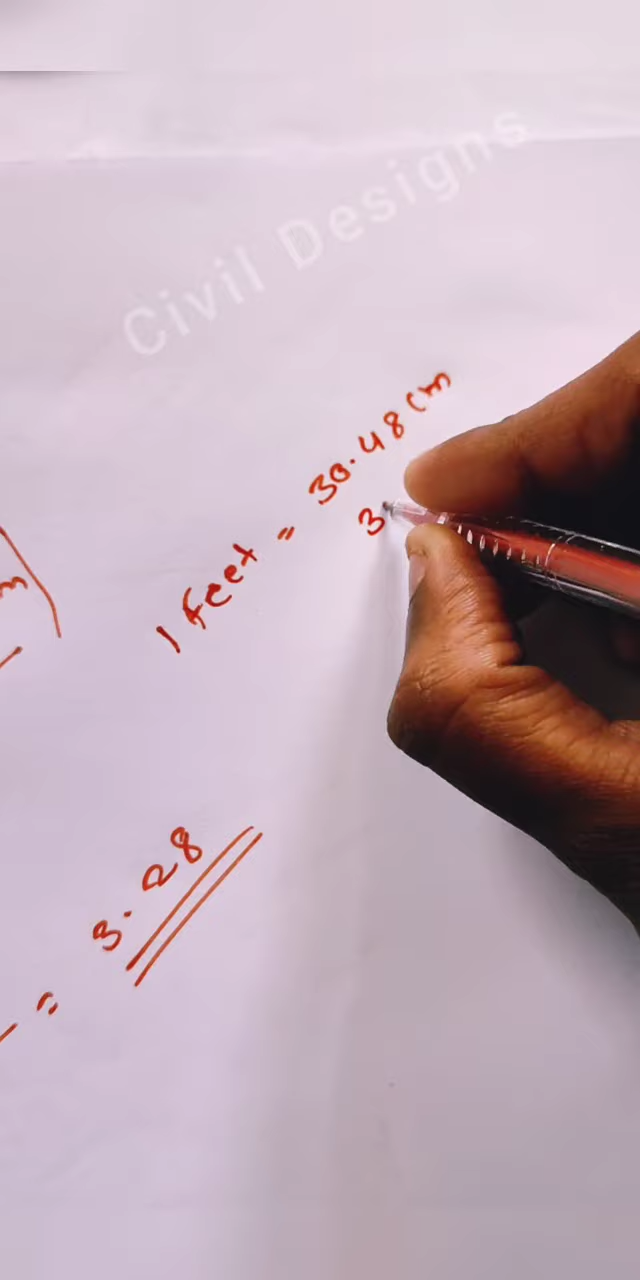 Civil Designs
1 Feet = 30.48 cm
3
m
= 3.28